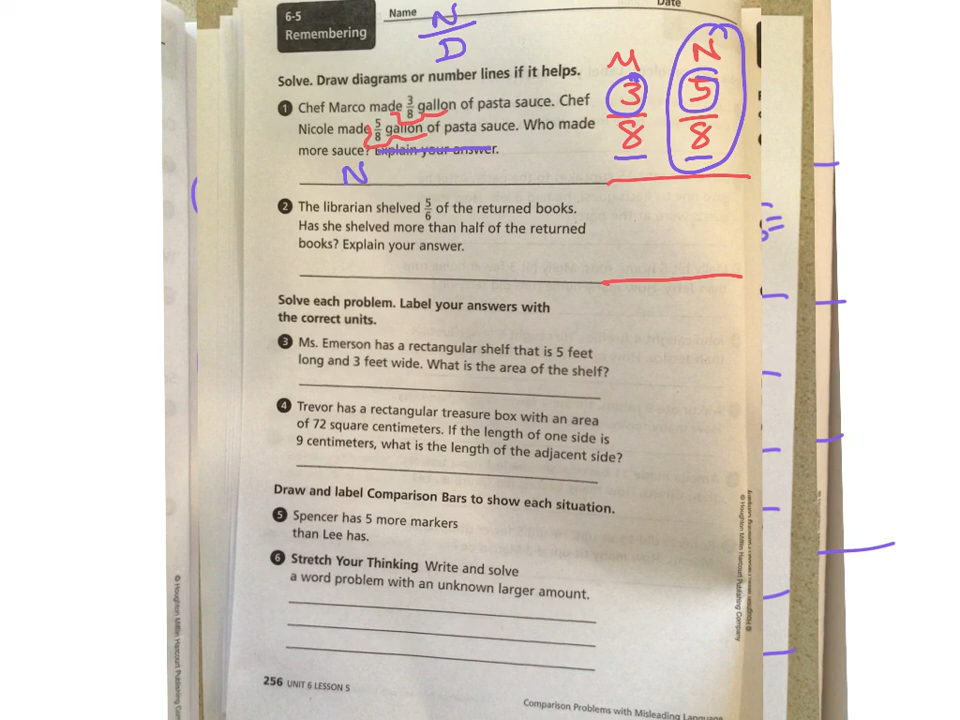 6-5
Remembering
Name
Date
N
D
Solve. Draw diagrams or number lines if it helps.
1 Chef Marco made 3/8 gallon of pasta sauce. Chef
Nicole made 5/8 gallon of pasta sauce. Who made
more sauce? Explain your answer.
N
M N
3 5
8 8
2 The librarian shelved 5/6 of the returned books.
Has she shelved more than half of the returned
books? Explain your answer.
Solve each problem. Label your answers with
the correct units.
3 Ms. Emerson has a rectangular shelf that is 5 feet
long and 3 feet wide. What is the area of the shelf?
4 Trevor has a rectangular treasure box with an area
of 72 square centimeters. If the length of one side is
9 centimeters, what is the length of the adjacent side?
Draw and label Comparison Bars to show each situation.
5 Spencer has 5 more markers
than Lee has.
6 Stretch Your Thinking Write and solve
a word problem with an unknown larger amount.
256 UNIT 6 LESSON 5
Comparison Problems with Misleading Language
© Houghton Mifflin Harcourt Publishing Company
© Houghton Mifflin Harcourt Publishing Com